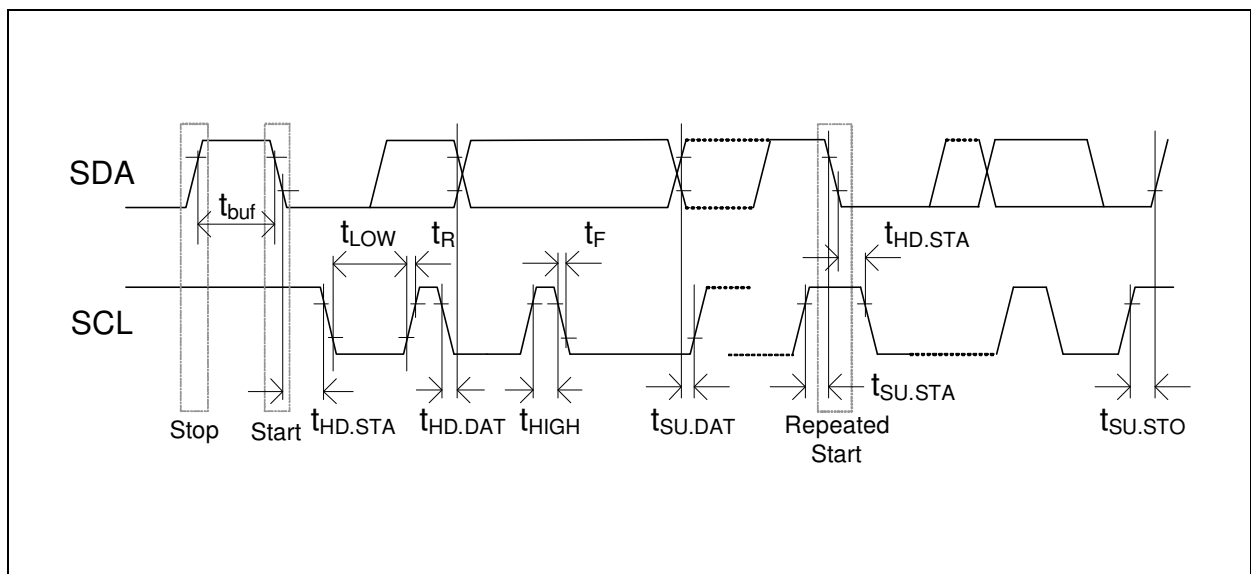 SDA
t_buf
t_LOW
t_R
t_F
t_HD.STA
SCL
t_HD.STA
t_HD.DAT
t_HIGH
t_SU.DAT
t_SU.STA
t_SU.STO
Stop
Start
Repeated
Start